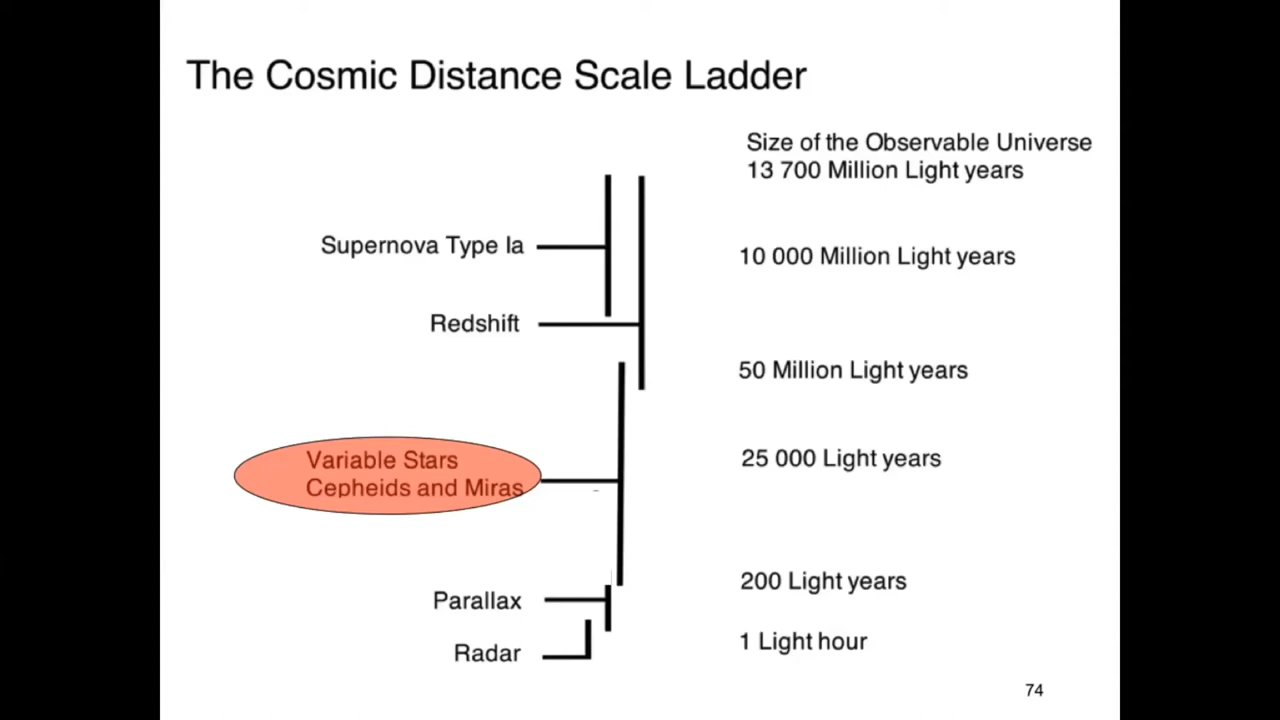 The Cosmic Distance Scale Ladder
Size of the Observable Universe
13 700 Million Light years
Supernova Type Ia
10 000 Million Light years
Redshift
50 Million Light years
Variable Stars
Cepheids and Miras
25 000 Light years
Parallax
200 Light years
Radar
1 Light hour
74